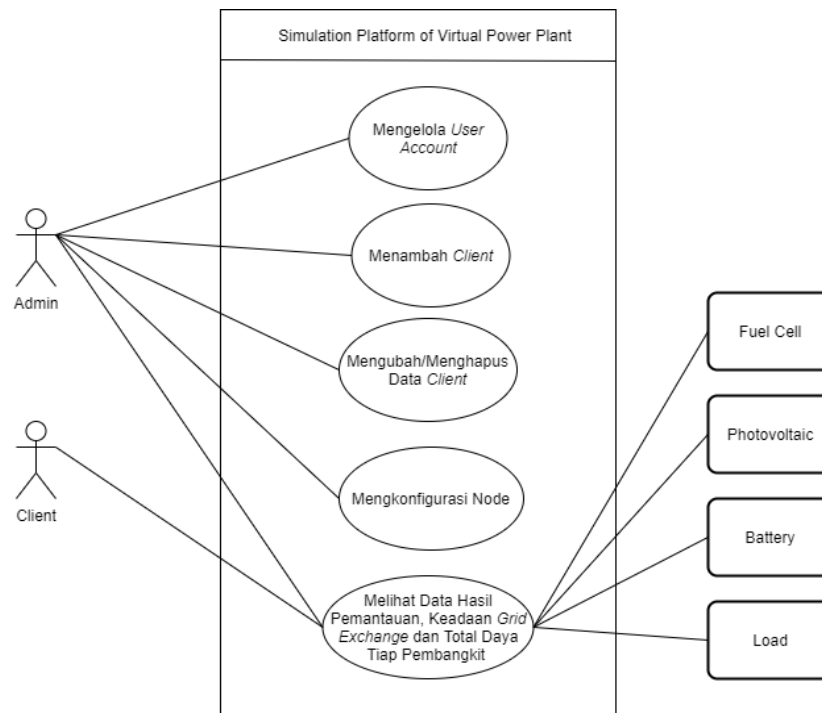 Simulation Platform of Virtual Power Plant
Mengelola User
Account
Menambah Client
Admin
Mengubah/Menghapus
Data Client
Fuel Cell
Photovoltaic
Client
Mengkonfigurasi Node
Battery
Melihat Data Hasil
Pemantauan, Keadaan Grid
Exchange dan Total Daya
Tiap Pembangkit
Load